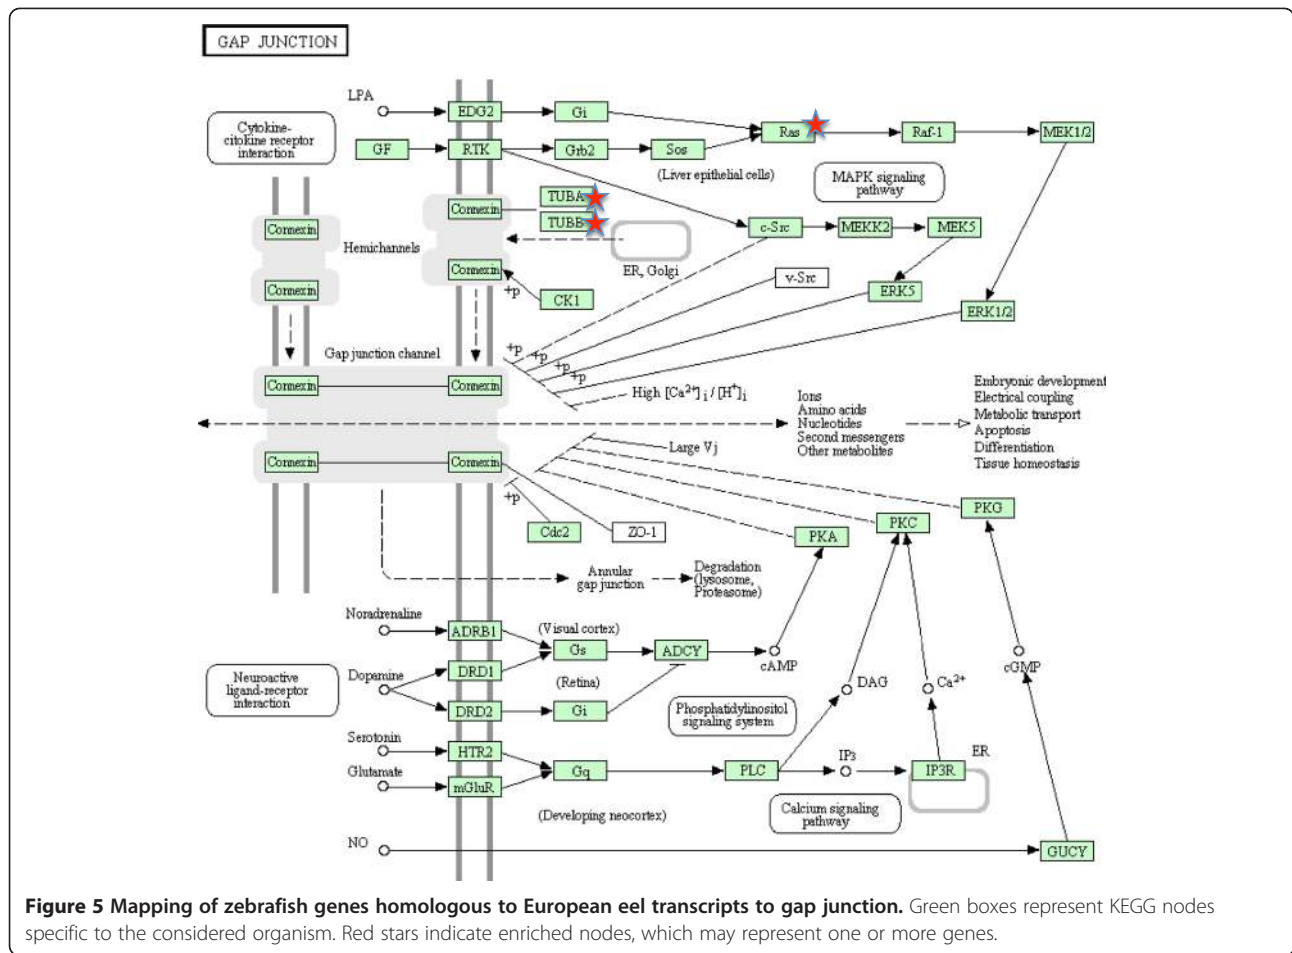 GAP JUNCTION
LPA
EDG2
Gi
Ras
Raf-1
MEK1/2
Cytokine-
citokine receptor
interaction
GF
RTK
Grb2
Sos
(Liver epithelial cells)
MAPK signaling
pathway
TUBA
TUBB
Connexin
Connexin
Hemichannels
c-Src
MEKK2
MEK5
ER, Golgi
Connexin
Connexin
+p
CK1
v-Src
ERK5
ERK1/2
Gap junction channel
+p
+p
+p
+p
Connexin
Connexin
High [Ca2+]i / [H+]i
Ions
Amino acids
Nucleotides
Second messengers
Other metabolites
Embryonic development
Electrical coupling
Metabolic transport
Apoptosis
Differentiation
Tissue homeostasis
Large Vj
Connexin
Connexin
+p
Cdc2
ZO-1
PKA
PKC
PKG
Annular
gap junction
Degradation
(lysosome,
Proteasome)
Noradrenaline
ADRB1
(Visual cortex)
Gs
ADCY
cAMP
cGMP
Neuroactive
ligand-receptor
interaction
Dopamine
DRD1
(Retina)
DRD2
Gi
DAG
Ca2+
Phosphatidylinositol
signaling system
Serotonin
HTR2
Glutamate
mGluR
Gq
PLC
IP3
IP3R
ER
(Developing neocortex)
Calcium signaling
pathway
NO
GUCY
Figure 5 Mapping of zebrafish genes homologous to European eel transcripts to gap junction. Green boxes represent KEGG nodes
specific to the considered organism. Red stars indicate enriched nodes, which may represent one or more genes.